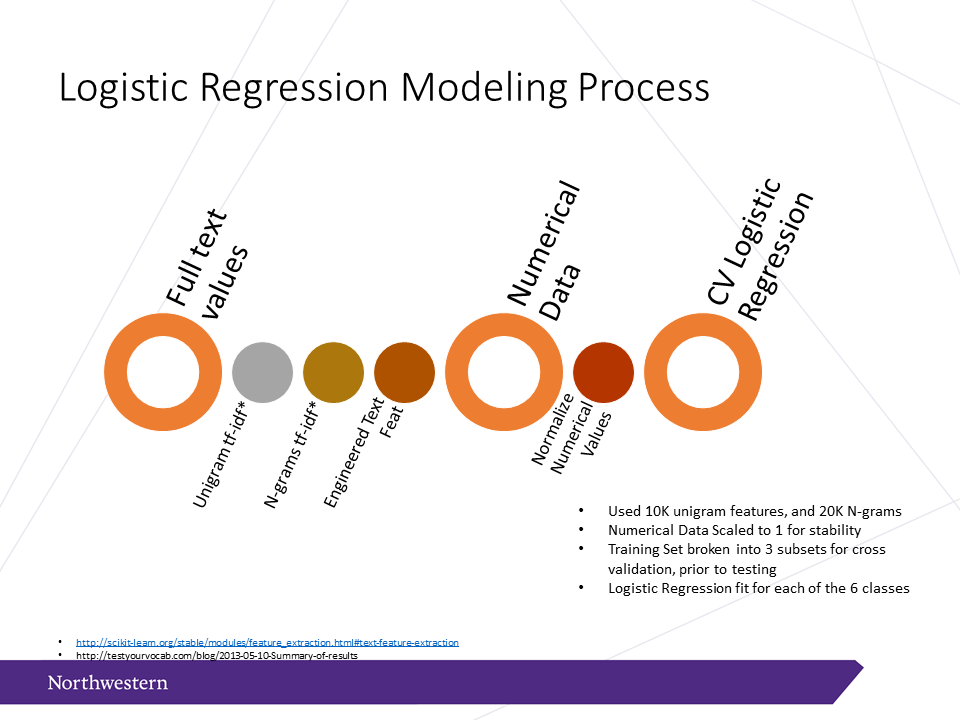 Logistic Regression Modeling Process
Full text
values
Numerical
Data
CV Logistic
Regression
Unigram tf-idf*
N-grams tf-idf*
Engineered Text
Feat
Normalize
Numerical
Values
• Used 10K unigram features, and 20K N-grams
• Numerical Data Scaled to 1 for stability
• Training Set broken into 3 subsets for cross
validation, prior to testing
• Logistic Regression fit for each of the 6 classes
• http://scikit-learn.org/stable/modules/feature_extraction.html#text-feature-extraction
• http://testyourvocab.com/blog/2013-05-10-Summary-of-results
Northwestern